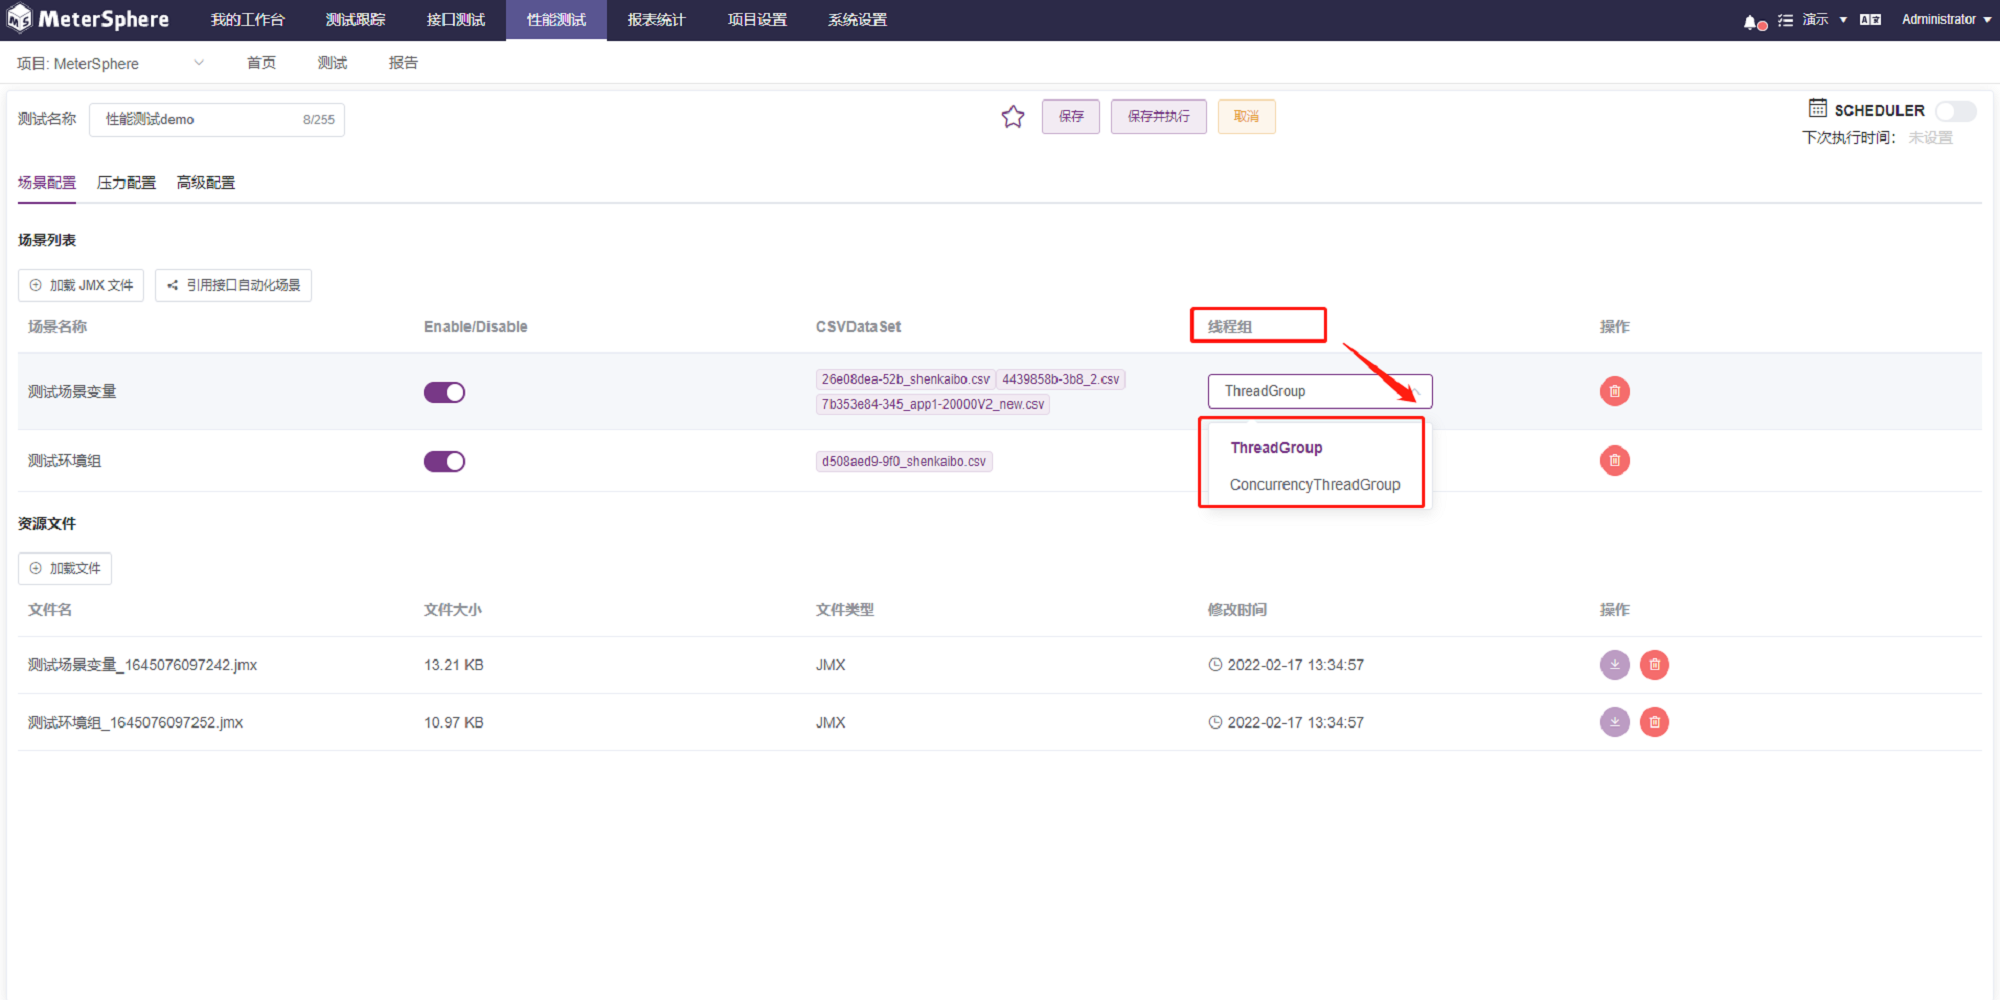 MeterSphere 我的工作台 测试跟踪 接口测试 性能测试 报表统计 项目设置 系统设置 演示 Administrator
项目: MeterSphere 首页 测试 报告
测试名称 性能测试demo 8/255 保存 保存并执行 取消 SCHEDULER
下次执行时间： 未设置
场景配置 压力配置 高级配置
场景列表
加载 JMX 文件 引用接口自动化场景
场景名称 Enable/Disable CSVDataSet 线程组 操作
测试场景变量 26e08dea-52b_shenkaibo.csv 4439858b-3b8_2.csv ThreadGroup
7b353e84-345_app1-20000V2_new.csv
ThreadGroup
测试环境组 d508aed9-9f0_shenkaibo.csv
ConcurrencyThreadGroup
资源文件
加载文件
文件名 文件大小 文件类型 修改时间 操作
测试场景变量_1645076097242.jmx 13.21 KB JMX 2022-02-17 13:34:57
测试环境组_1645076097252.jmx 10.97 KB JMX 2022-02-17 13:34:57